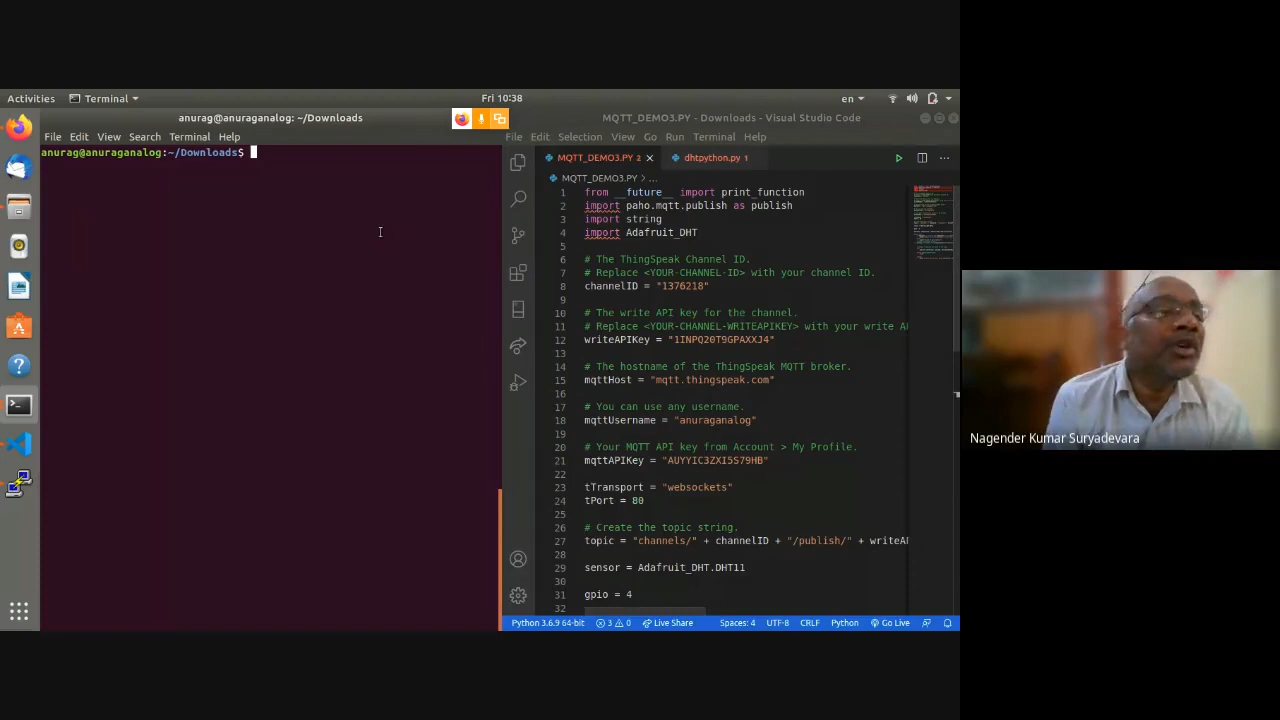 Activities Terminal Fri 10:38 en
anurag@anuraganalog: ~/Downloads
File Edit View Search Terminal Help
anurag@anuraganalog:~/Downloads$
MQTT_DEMO3.PY - Downloads - Visual Studio Code
File Edit Selection View Go Run Terminal Help
MQTT_DEMO3.PY 2 dhtpython.py 1
MQTT_DEMO3.PY > ...
1 from __future__ import print_function
2 import paho.mqtt.publish as publish
3 import string
4 import Adafruit_DHT
5
6 # The ThingSpeak Channel ID.
7 # Replace <YOUR-CHANNEL-ID> with your channel ID.
8 channelID = "1376218"
9
10 # The write API key for the channel.
11 # Replace <YOUR-CHANNEL-WRITEAPIKEY> with your write AP
12 writeAPIKey = "1INPQ20T9GPAXXJ4"
13
14 # The hostname of the ThingSpeak MQTT broker.
15 mqttHost = "mqtt.thingspeak.com"
16
17 # You can use any username.
18 mqttUsername = "anuraganalog"
19
20 # Your MQTT API key from Account > My Profile.
21 mqttAPIKey = "AUYYIC3ZXI5S79HB"
22
23 tTransport = "websockets"
24 tPort = 80
25
26 # Create the topic string.
27 topic = "channels/" + channelID + "/publish/" + writeAP
28
29 sensor = Adafruit_DHT.DHT11
30
31 gpio = 4
32
Python 3.6.9 64-bit 3 0 Live Share Spaces: 4 UTF-8 CRLF Python Go Live
Nagender Kumar Suryadevara